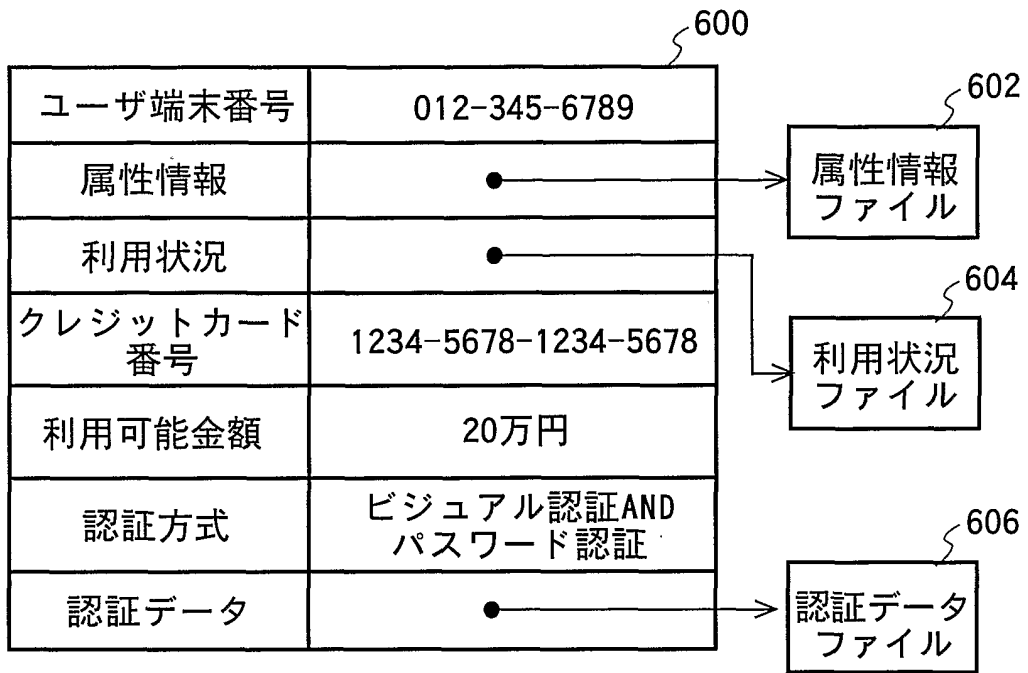 600
ユーザ端末番号
012-345-6789
602
属性情報
属性情報
ファイル
利用状況
604
利用状況
ファイル
クレジットカード
番号
1234-5678-1234-5678
利用可能金額
20万円
認証方式
ビジュアル認証AND
パスワード認証
606
認証データ
認証データ
ファイル